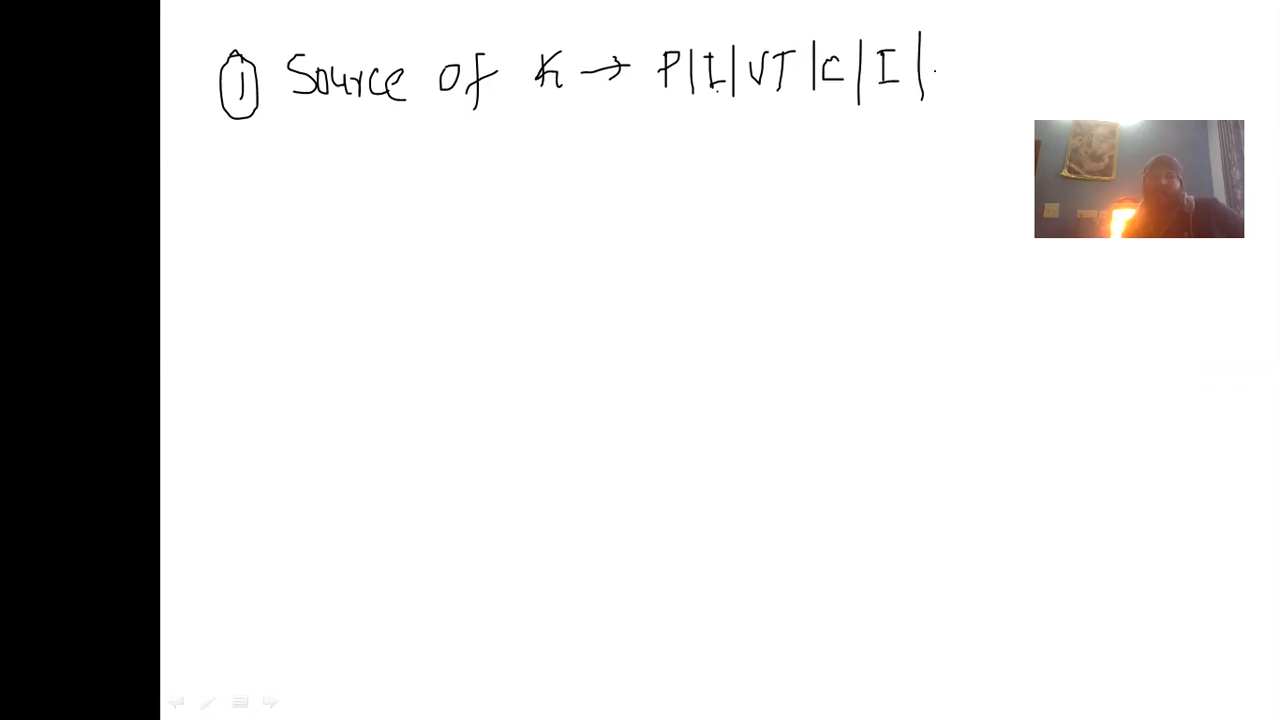 ① Source of K → P|I|VT|C|I|